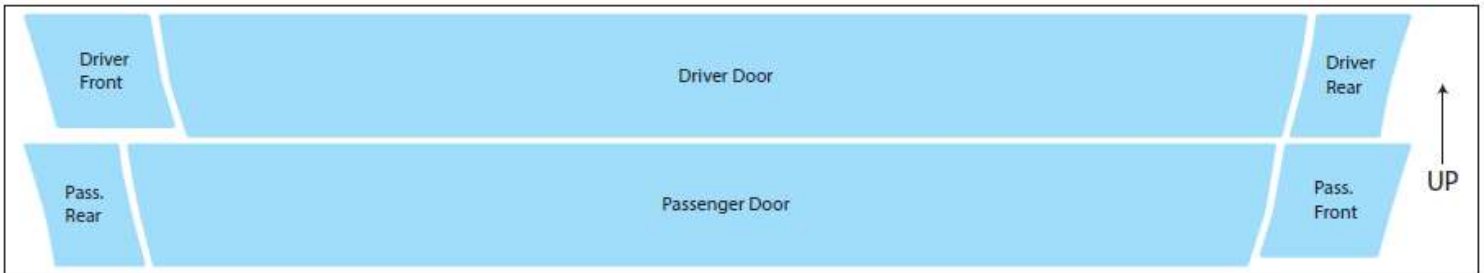 Driver
Front
Driver Door
Driver
Rear
Pass.
Rear
Passenger Door
Pass.
Front
UP